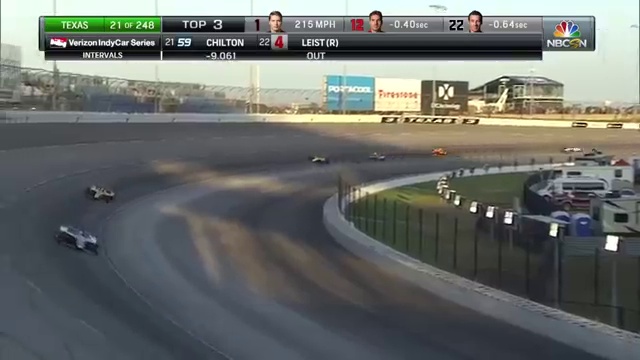 TEXAS 21 OF 248 TOP 3 1 215 MPH 12 -0.40sec 22 -0.64sec
Verizon IndyCar Series 21 59 CHILTON 22 4 LEIST (R) NBCSN
INTERVALS -9.061 OUT
Firestone
TEXAS